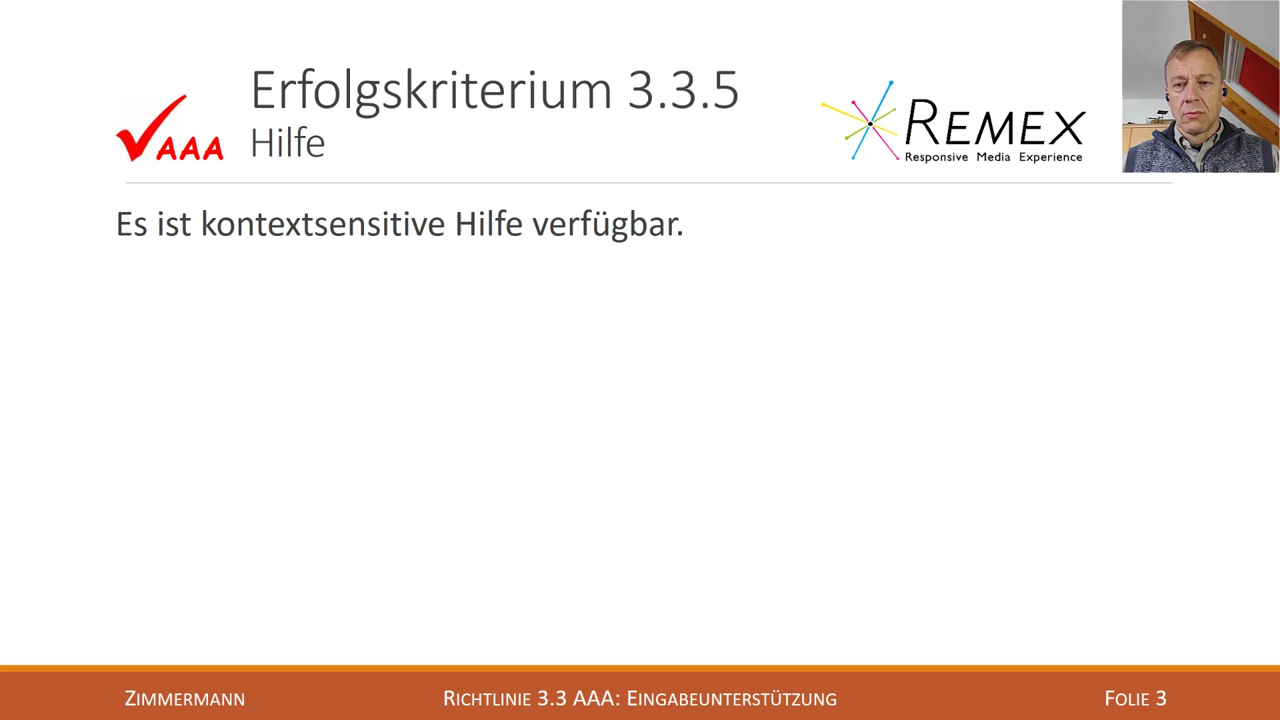 Erfolgskriterium 3.3.5
AAA
Hilfe
REMEX
Responsive Media Experience
Es ist kontextsensitive Hilfe verfügbar.
ZIMMERMANN
RICHTLINIE 3.3 AAA: EINGABEUNTERSTÜTZUNG
FOLIE 3